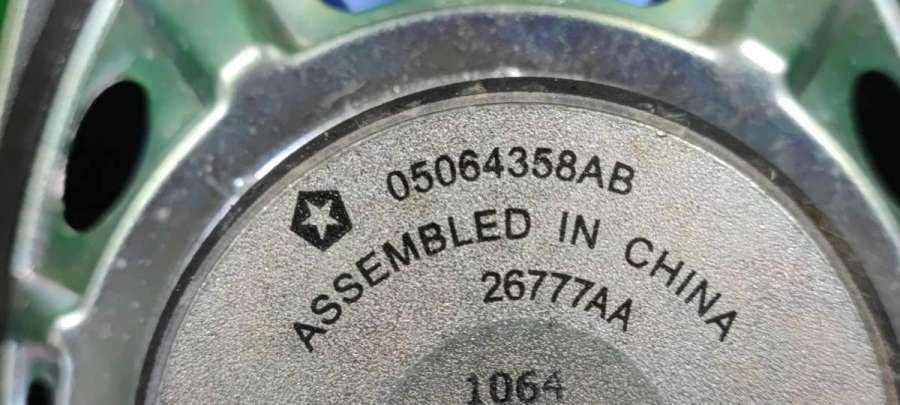 05064358AB
ASSEMBLED IN CHINA
26777AA
1064